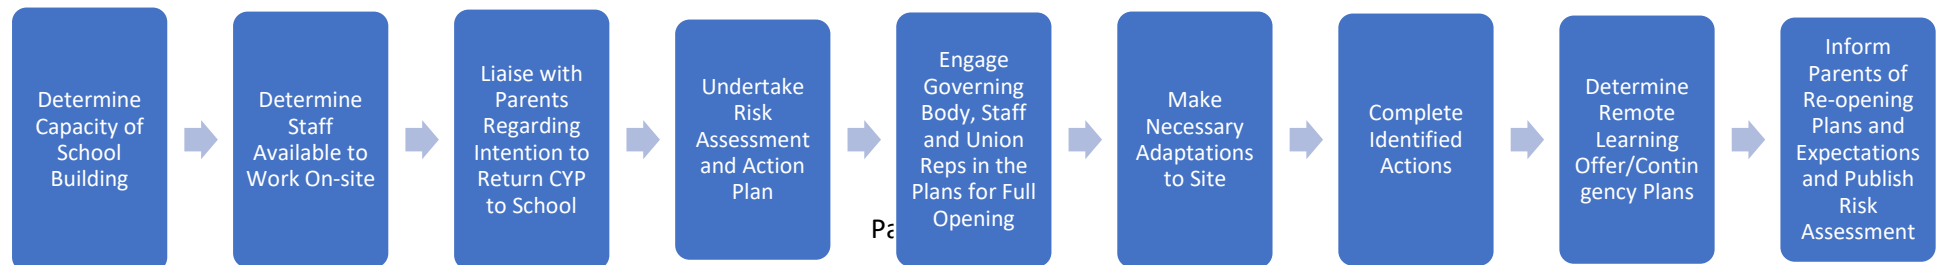 Determine
Capacity of
School
Building
Determine
Staff
Available to
Work On-site
Liaise with
Parents
Regarding
Intention to
Return CYP
to School
Undertake
Risk
Assessment
and Action
Plan
Engage
Governing
Body, Staff
and Union
Reps in the
Plans for Full
Opening
Make
Necessary
Adaptations
to Site
Complete
Identified
Actions
Determine
Remote
Learning
Offer/Contin
gency Plans
Inform
Parents of
Re-opening
Plans and
Expectations
and Publish
Risk
Assessment